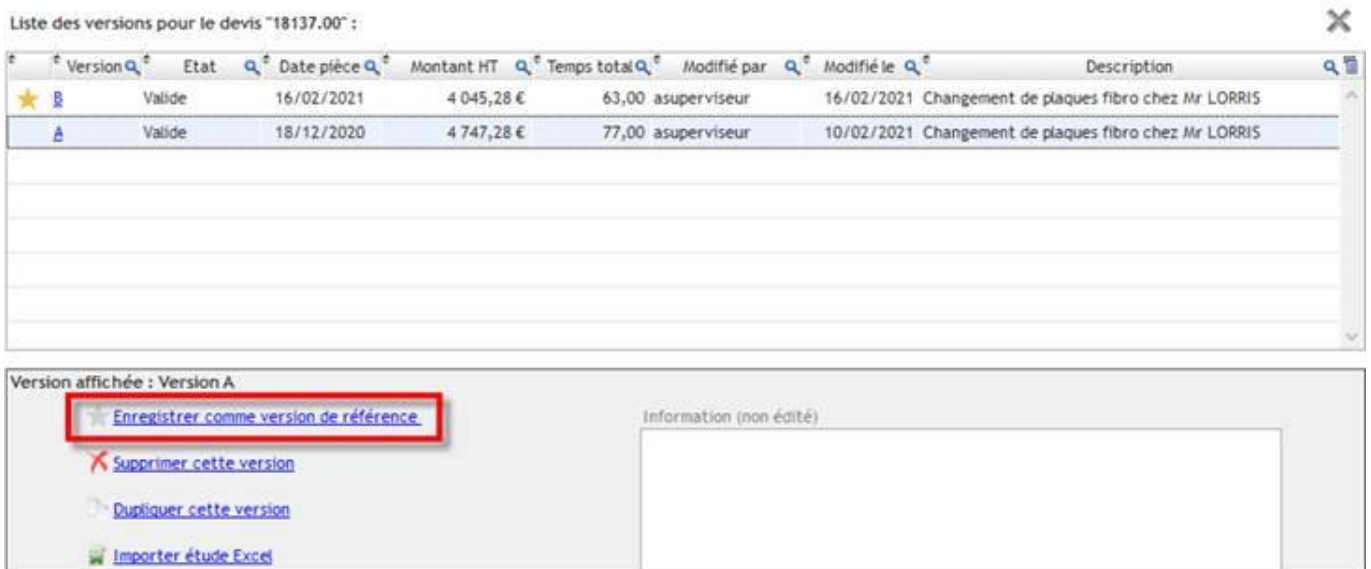 Liste des versions pour le devis "18137.00" :
Version Etat Date pièce Montant HT Temps total Modifié par Modifié le Description
B Valide 16/02/2021 4 045,28 € 63,00 asuperviseur 16/02/2021 Changement de plaques fibro chez Mr LORRIS
A Valide 18/12/2020 4 747,28 € 77,00 asuperviseur 10/02/2021 Changement de plaques fibro chez Mr LORRIS
Version affichée : Version A
Enregistrer comme version de référence Information (non édité)
Supprimer cette version
Dupliquer cette version
Importer étude Excel